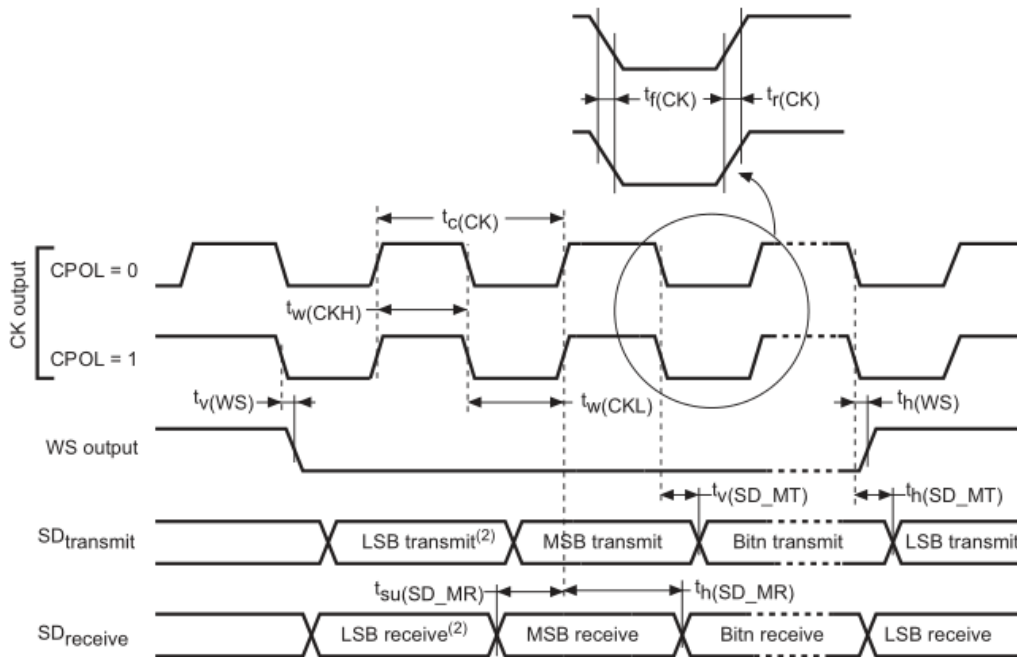 tf(CK)
tr(CK)
tc(CK)
CK output
CPOL = 0
tw(CKH)
CPOL = 1
tv(WS)
tw(CKL)
th(WS)
WS output
tv(SD_MT)
th(SD_MT)
SDtransmit
LSB transmit(2)
MSB transmit
Bitn transmit
LSB transmit
tsu(SD_MR)
th(SD_MR)
SDreceive
LSB receive(2)
MSB receive
Bitn receive
LSB receive